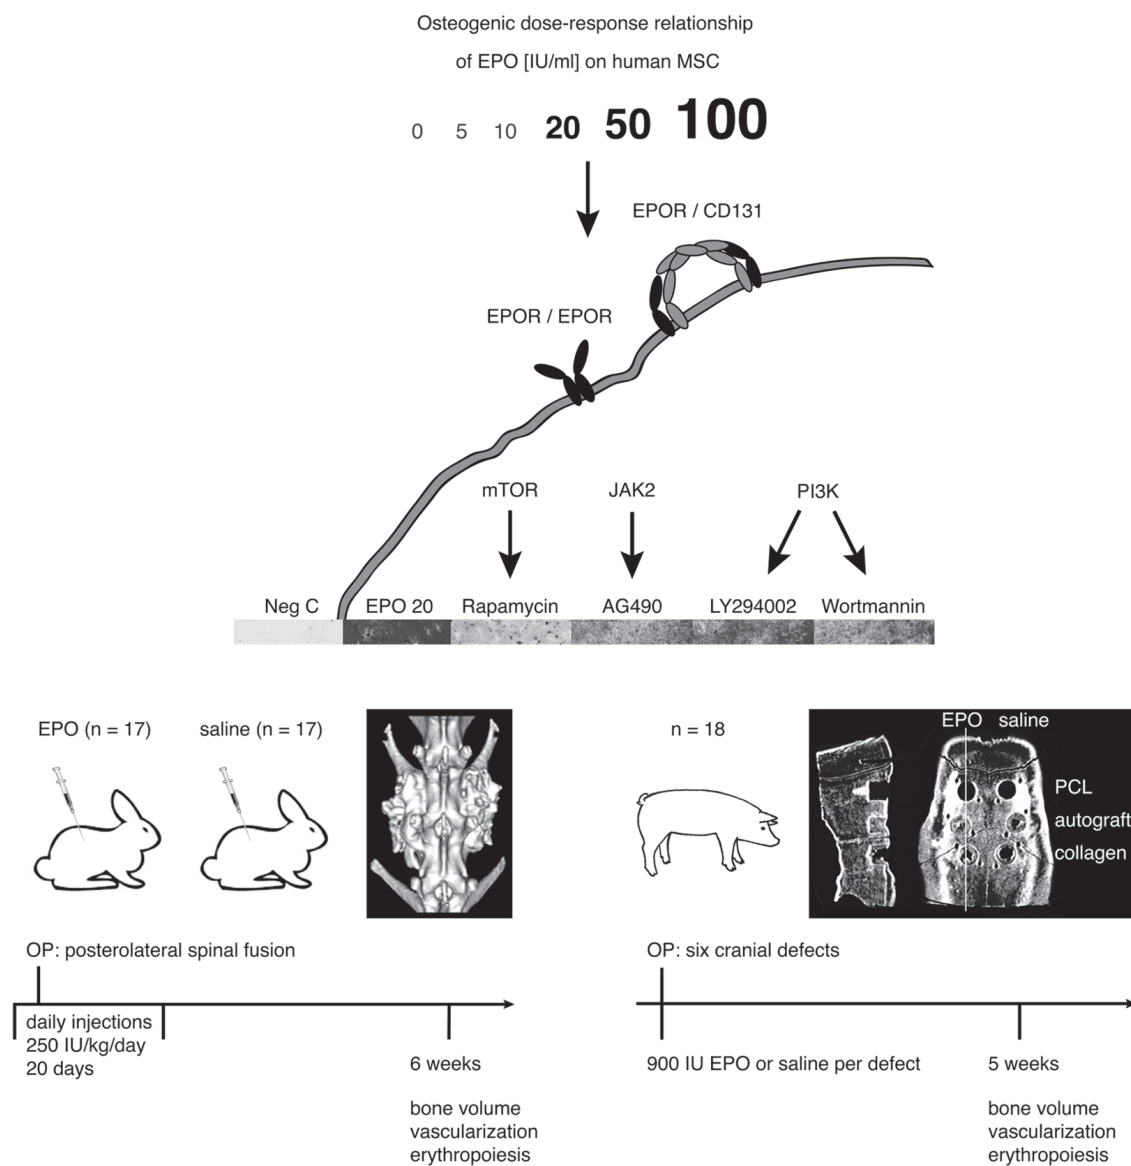 Osteogenic dose-response relationship
of EPO [IU/ml] on human MSC
0 5 10 20 50 100
EPOR / CD131
EPOR / EPOR
mTOR JAK2 PI3K
Neg C EPO 20 Rapamycin AG490 LY294002 Wortmannin
EPO (n = 17) saline (n = 17)
OP: posterolateral spinal fusion
daily injections
250 IU/kg/day
20 days
6 weeks
bone volume
vascularization
erythropoiesis
n = 18
EPO saline
PCL
autograft
collagen
OP: six cranial defects
900 IU EPO or saline per defect
5 weeks
bone volume
vascularization
erythropoiesis